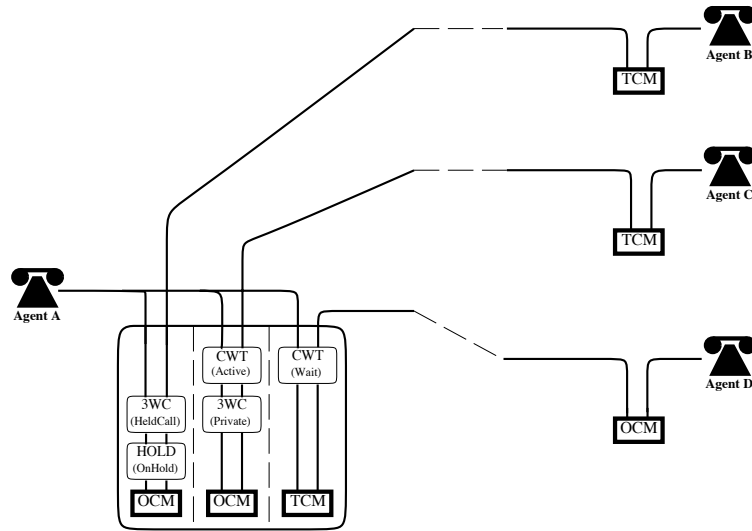 Agent B
TCM
Agent C
TCM
Agent A
CWT
(Active)
CWT
(Wait)
Agent D
3WC
(HeldCall)
3WC
(Private)
OCM
HOLD
(OnHold)
OCM
OCM
TCM